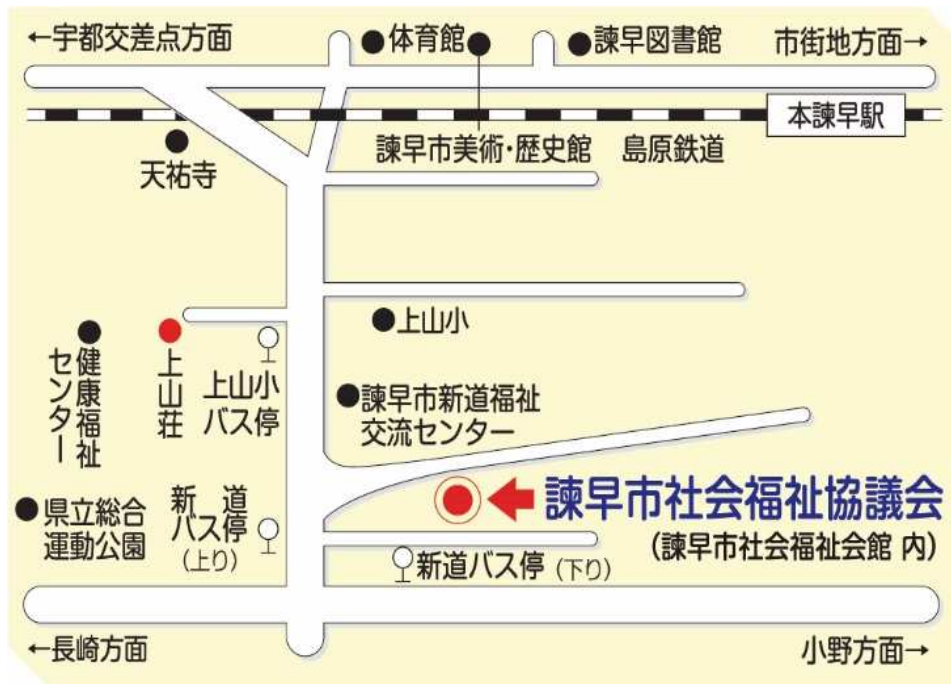 ←宇都交差点方面
体育館
諫早図書館
市街地方面→
本諫早駅
天祐寺
諫早市美術・歴史館
島原鉄道
上山小
健康福祉
センター
上山荘
上山小
バス停
諫早市新道福祉
交流センター
県立総合
運動公園
新道
バス停
(上り)
諫早市社会福祉協議会
(諫早市社会福祉会館 内)
新道バス停 (下り)
←長崎方面
小野方面→